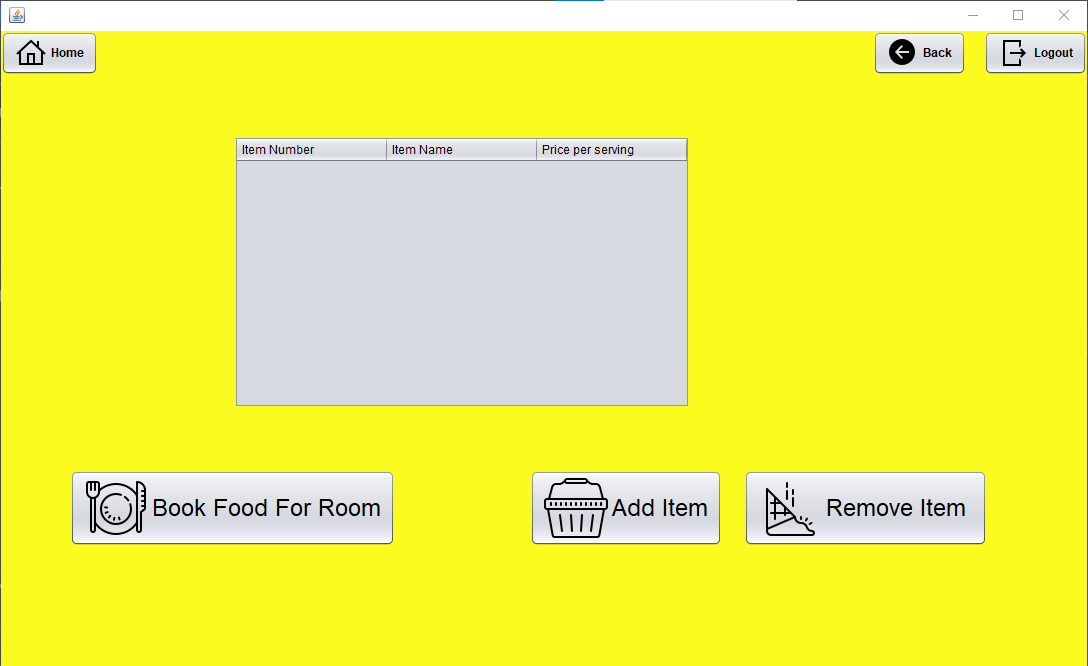 Home
Back
Logout
Item Number
Item Name
Price per serving
Book Food For Room
Add Item
Remove Item